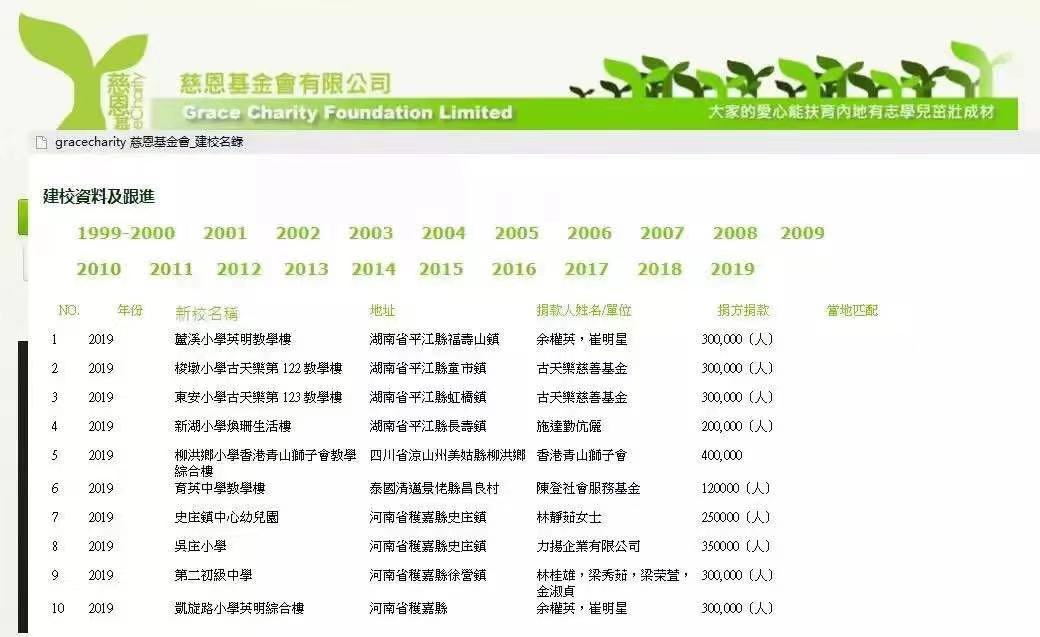 慈恩基金會有限公司
Grace Charity Foundation Limited
大家的愛心能扶育內地有志學兒茁壯成材
gracecharity 慈恩基金會_建校名錄
建校資料及跟進
1999-2000 2001 2002 2003 2004 2005 2006 2007 2008 2009
2010 2011 2012 2013 2014 2015 2016 2017 2018 2019
NO. 年份 新校名稱 地址 捐款人姓名/單位 捐方捐款 當地匹配
1 2019 蘆溪小學英明教學樓 湖南省平江縣福壽山鎮 余權英，崔明星 300,000（人）
2 2019 梭墩小學古天樂第 122 教學樓 湖南省平江縣童市鎮 古天樂慈善基金 300,000（人）
3 2019 東安小學古天樂第 123 教學樓 湖南省平江縣虹橋鎮 古天樂慈善基金 300,000（人）
4 2019 新湖小學煥珊生活樓 湖南省平江縣長壽鎮 施達勤伉儷 200,000（人）
5 2019 柳洪鄉小學香港青山獅子會教學 四川省涼山州美姑縣柳洪鄉 香港青山獅子會 400,000
綜合樓
6 2019 育英中學教學樓 泰國清邁景佬縣昌良村 陳登社會服務基金 120000（人）
7 2019 史庄鎮中心幼兒園 河南省穫嘉縣史庄鎮 林靜茹女士 250000（人）
8 2019 吳庄小學 河南省穫嘉縣史庄鎮 力揚企業有限公司 350000（人）
9 2019 第二初級中學 河南省穫嘉縣徐營鎮 林桂雄，梁秀茹，梁荣萱， 300,000（人）
金淑貞
10 2019 凱旋路小學英明綜合樓 河南省穫嘉縣 余權英，崔明星 300,000（人）